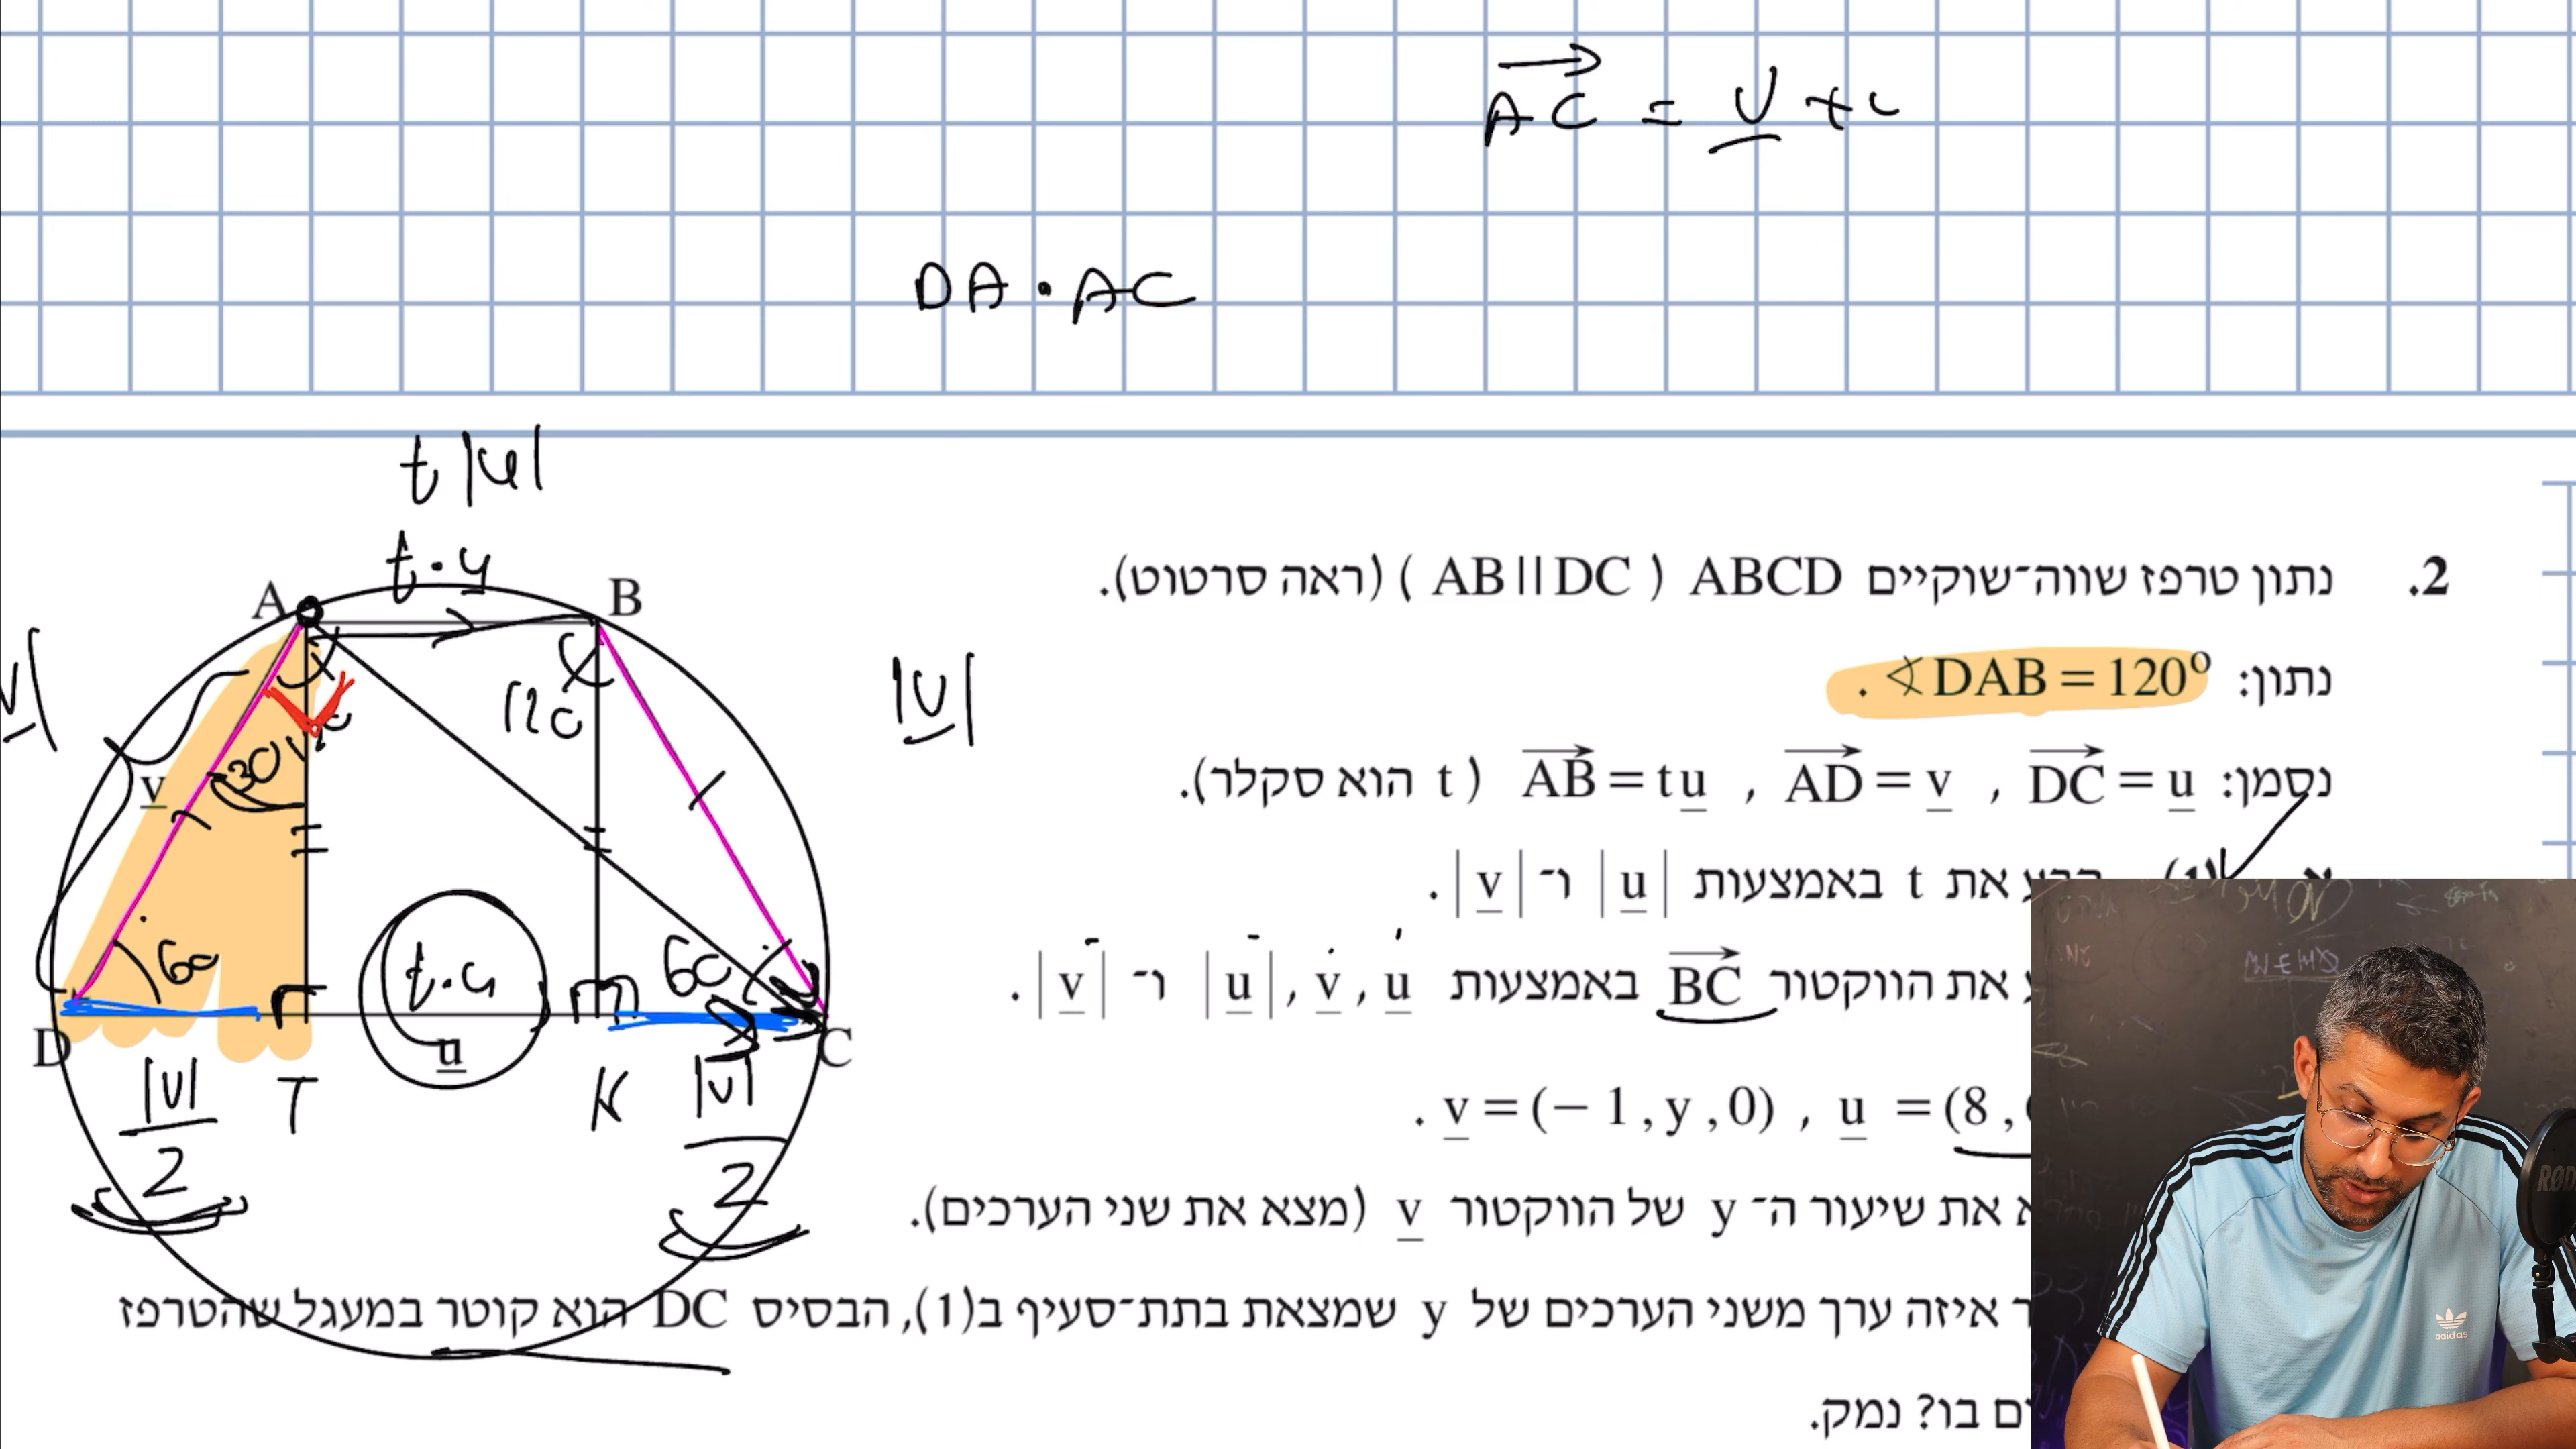 AC = v +
DA · AC
t |u|
t · u
A
B
2. נתון טרפז שווה־שוקיים ABCD ( AB || DC ) (ראה סרטוט).
נתון: ∢DAB = 120° .
|v|
120
30
v
נסמן: DC = u , AD = v , AB = t u ( t הוא סקלר).
את t באמצעות |u| ו־ |v| .
60
t · u
60
את הווקטור BC באמצעות u , v , |u| ו־ |v| .
D
u
C
|v|
2
T
K
|v|
2
u = (8 , v = (− 1 , y , 0) .
את שיעור ה־ y של הווקטור v (מצא את שני הערכים).
איזה ערך משני הערכים של y שמצאת בתת־סעיף ב(1), הבסיס DC הוא קוטר במעגל שהטרפז
בו? נמק.
adidas